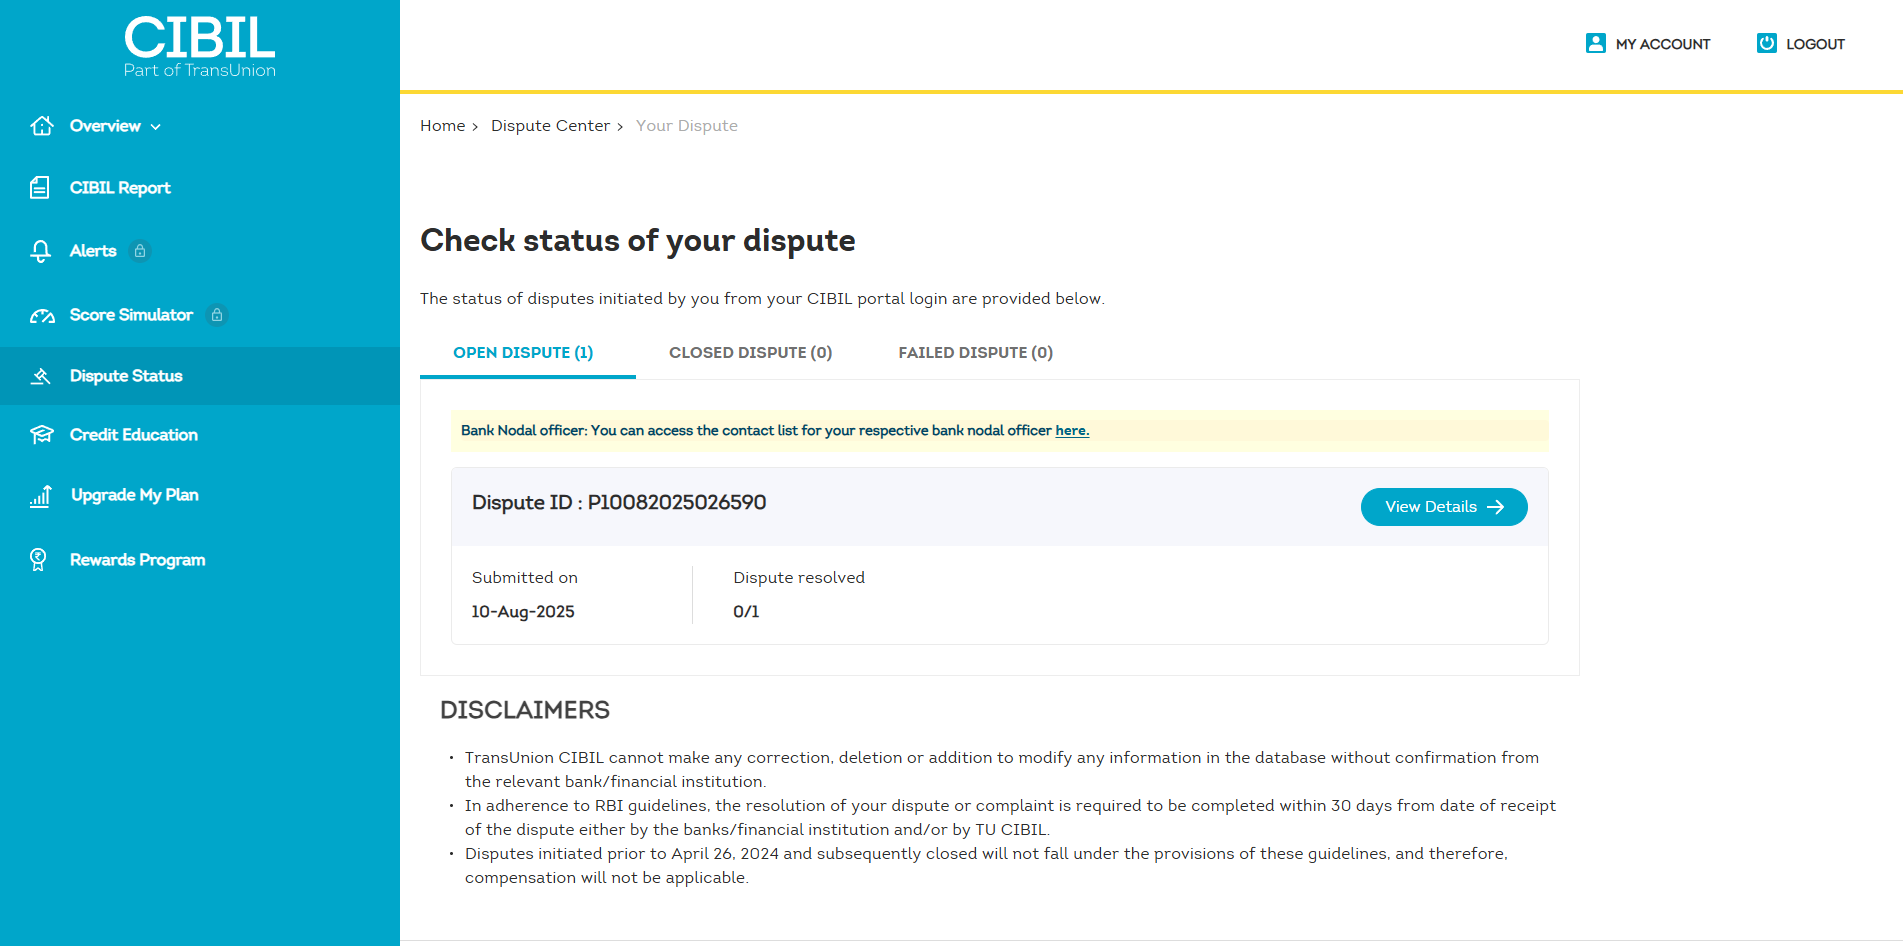 CIBIL
Part of TransUnion
Overview
CIBIL Report
Alerts
Score Simulator
Dispute Status
Credit Education
Upgrade My Plan
Rewards Program
MY ACCOUNT
LOGOUT
Home > Dispute Center > Your Dispute
Check status of your dispute
The status of disputes initiated by you from your CIBIL portal login are provided below.
OPEN DISPUTE (1) CLOSED DISPUTE (0) FAILED DISPUTE (0)
Bank Nodal officer: You can access the contact list for your respective bank nodal officer here.
Dispute ID : P10082025026590
View Details →
Submitted on
10-Aug-2025
Dispute resolved
0/1
DISCLAIMERS
• TransUnion CIBIL cannot make any correction, deletion or addition to modify any information in the database without confirmation from
the relevant bank/financial institution.
• In adherence to RBI guidelines, the resolution of your dispute or complaint is required to be completed within 30 days from date of receipt
of the dispute either by the banks/financial institution and/or by TU CIBIL.
• Disputes initiated prior to April 26, 2024 and subsequently closed will not fall under the provisions of these guidelines, and therefore,
compensation will not be applicable.